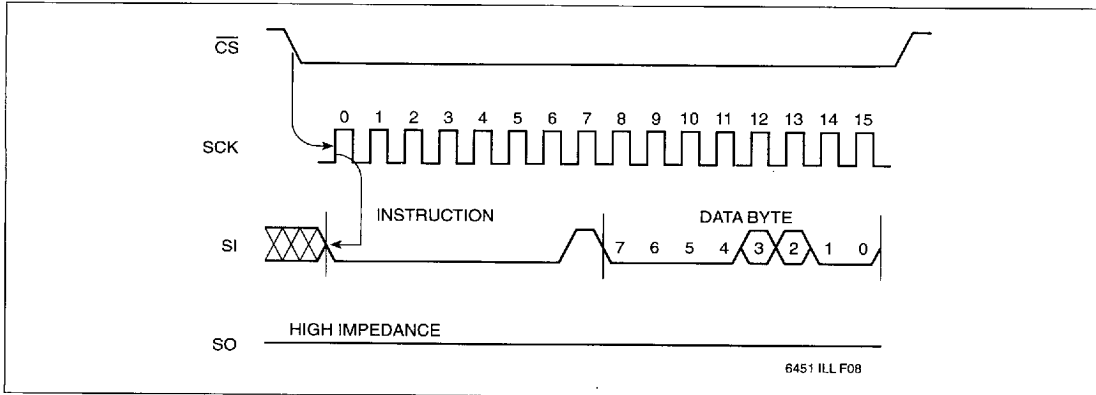 CS
0 1 2 3 4 5 6 7 8 9 10 11 12 13 14 15
SCK
INSTRUCTION DATA BYTE
SI 7 6 5 4 3 2 1 0
HIGH IMPEDANCE
SO
6451 ILL F08